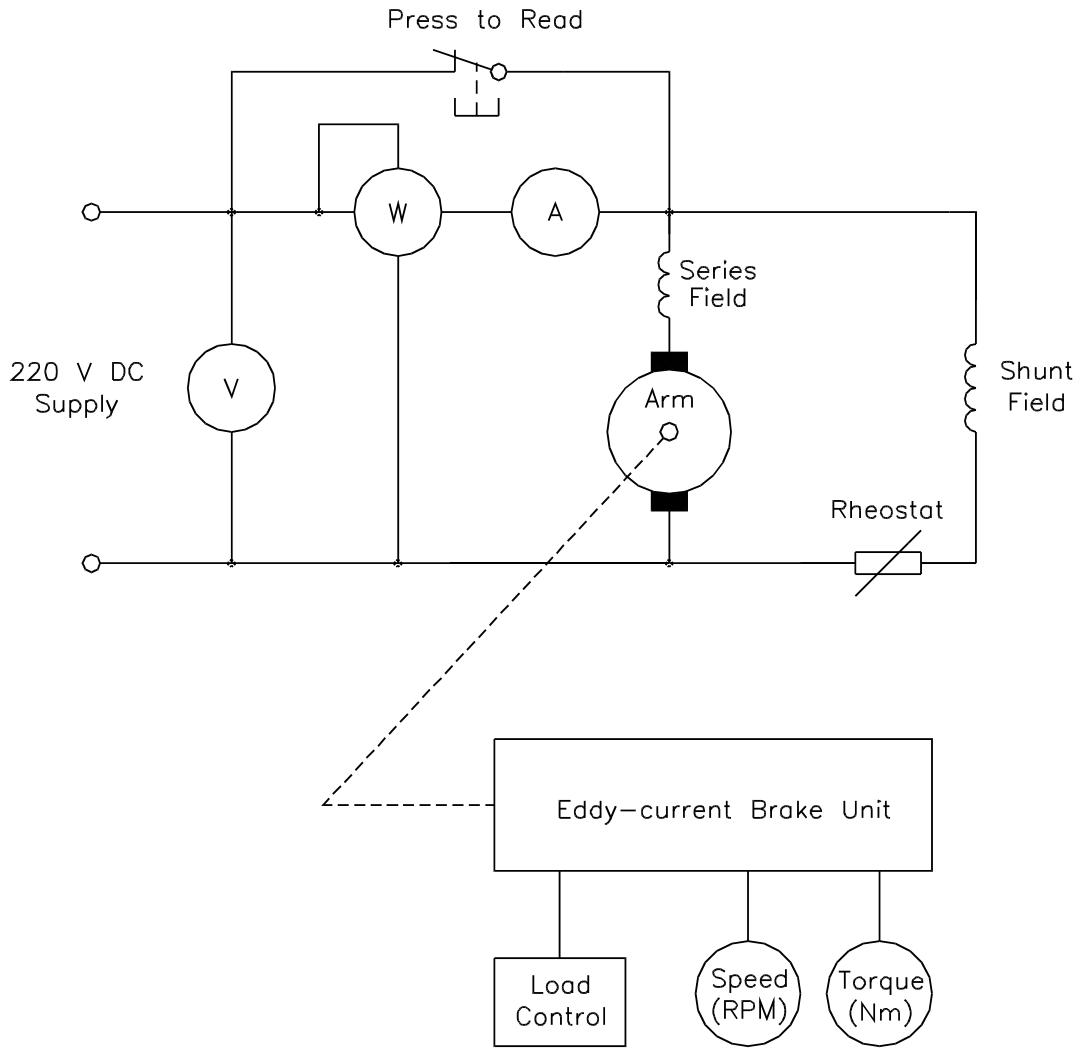 Press to Read
W
A
Series
Field
220 V DC
Supply
V
Arm
Shunt
Field
Rheostat
Eddy-current Brake Unit
Load
Control
Speed
(RPM)
Torque
(Nm)